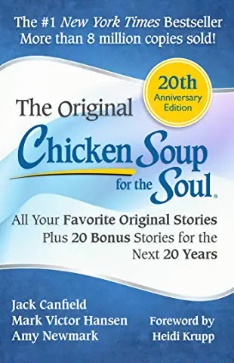 The #1 New York Times Bestseller
More than 8 million copies sold!
20th
Anniversary
Edition
The Original
Chicken Soup
for the Soul®
All Your Favorite Original Stories
Plus 20 Bonus Stories for the
Next 20 Years
Jack Canfield
Mark Victor Hansen
Amy Newmark
Foreword by
Heidi Krupp